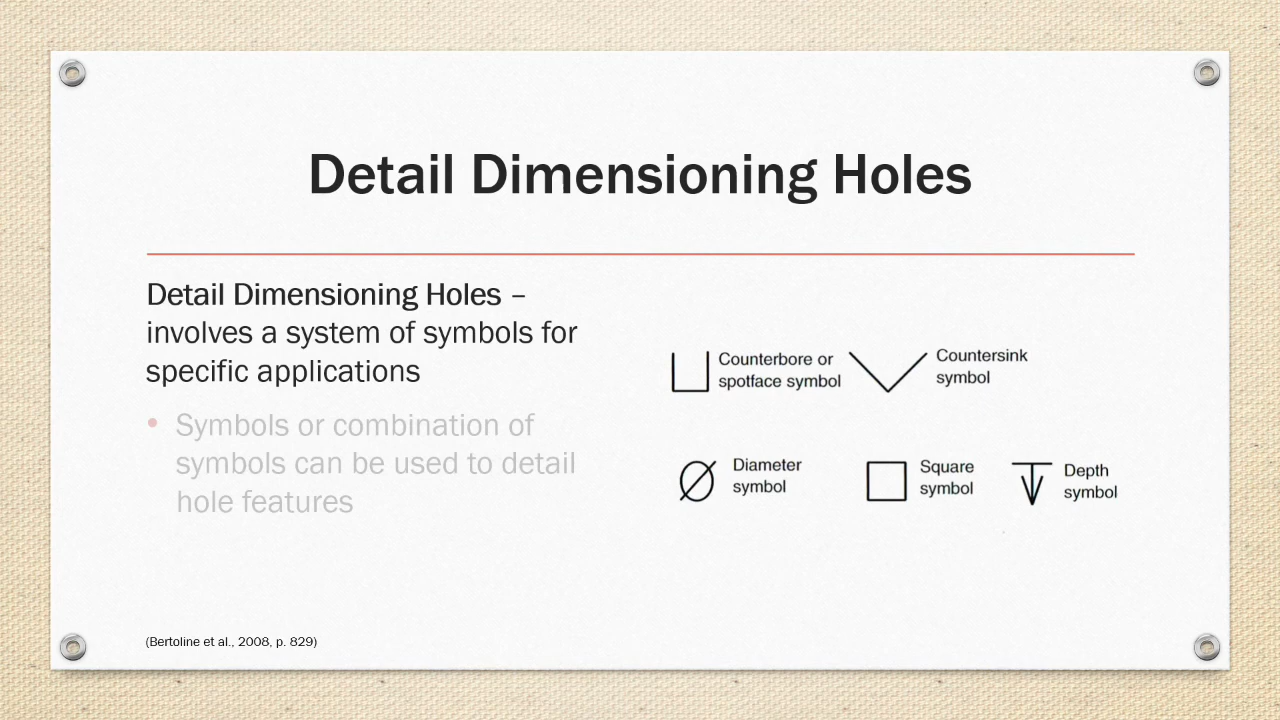 Detail Dimensioning Holes
Detail Dimensioning Holes –
involves a system of symbols for
specific applications
• Symbols or combination of
symbols can be used to detail
hole features
Counterbore or
spotface symbol
Countersink
symbol
Diameter
symbol
Square
symbol
Depth
symbol
(Bertoline et al., 2008, p. 829)